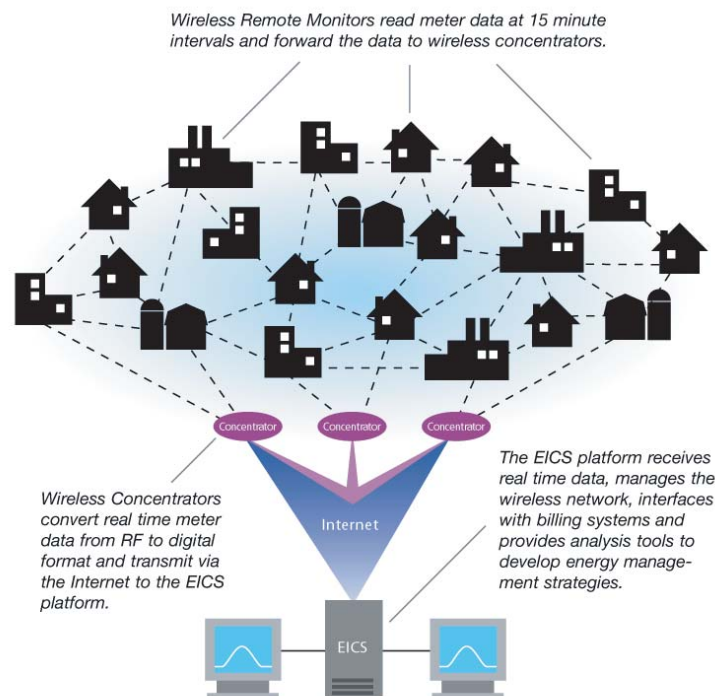 Wireless Remote Monitors read meter data at 15 minute
intervals and forward the data to wireless concentrators.
Concentrator
Concentrator
Concentrator
Wireless Concentrators
convert real time meter
data from RF to digital
format and transmit via
the Internet to the EICS
platform.
Internet
The EICS platform receives
real time data, manages the
wireless network, interfaces
with billing systems and
provides analysis tools to
develop energy manage-
ment strategies.
EICS